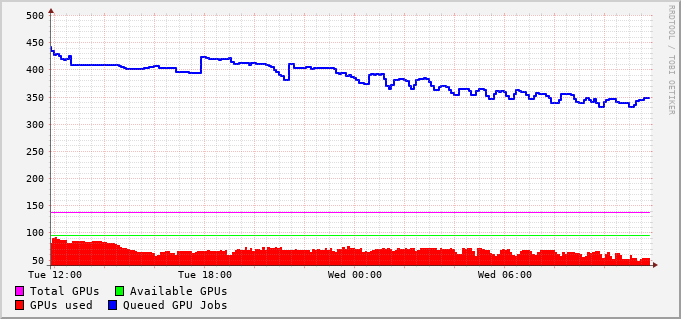 500
450
400
350
300
250
200
150
100
50
Tue 12:00 Tue 18:00 Wed 00:00 Wed 06:00
Total GPUs Available GPUs
GPUs used Queued GPU Jobs
RRDTOOL / TOBI OETIKER